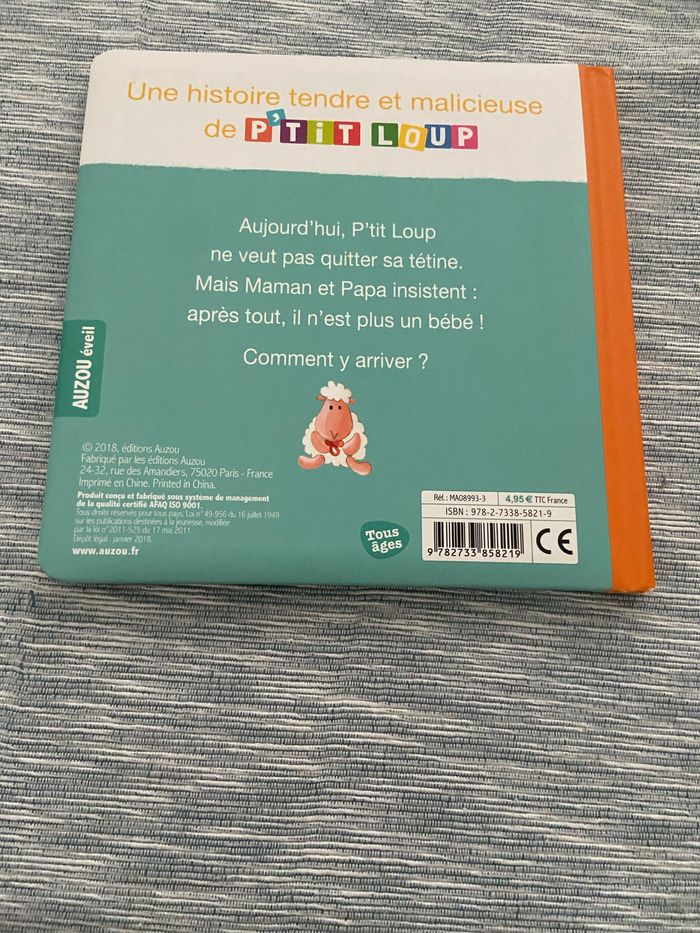 Une histoire tendre et malicieuse
de P'TiT LOUP
Aujourd'hui, P'tit Loup
ne veut pas quitter sa tétine.
Mais Maman et Papa insistent :
après tout, il n'est plus un bébé !
Comment y arriver ?
AUZOU éveil
© 2018, éditions Auzou
Fabriqué par les éditions Auzou
24-32, rue des Amandiers, 75020 Paris - France
Imprimé en Chine. Printed in China.
Produit conçu et fabriqué sous système de management
de la qualité certifié AFAQ ISO 9001.
Tous droits réservés pour tous pays. Loi n° 49-956 du 16 juillet 1949
sur les publications destinées à la jeunesse, modifiée
par la loi n°2011-525 du 17 mai 2011.
Dépôt légal : janvier 2018.
www.auzou.fr
Tous
âges
Réf.: MA08993-3
4,95 € TTC France
ISBN : 978-2-7338-5821-9
9 782733 858219
CE